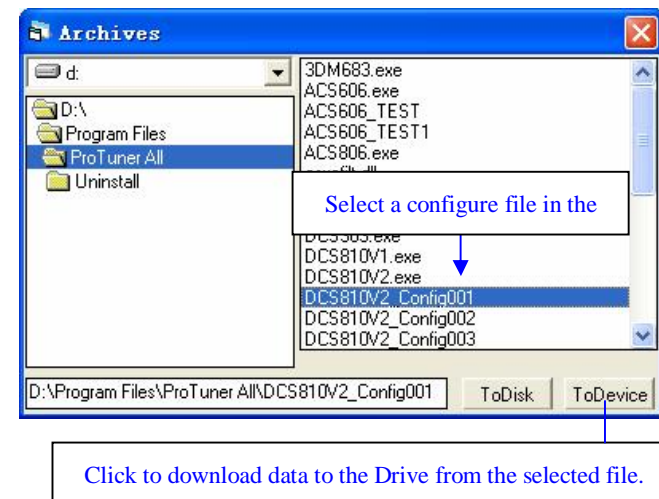 Archives
d:
D:\
Program Files
ProTuner All
Uninstall
3DM683.exe
ACS606.exe
ACS606_TEST
ACS606_TEST1
ACS806.exe
Select a configure file in the
DCS810V1.exe
DCS810V2.exe
DCS810V2_Config001
DCS810V2_Config002
DCS810V2_Config003
D:\Program Files\ProTuner All\DCS810V2_Config001
ToDisk
ToDevice
Click to download data to the Drive from the selected file.